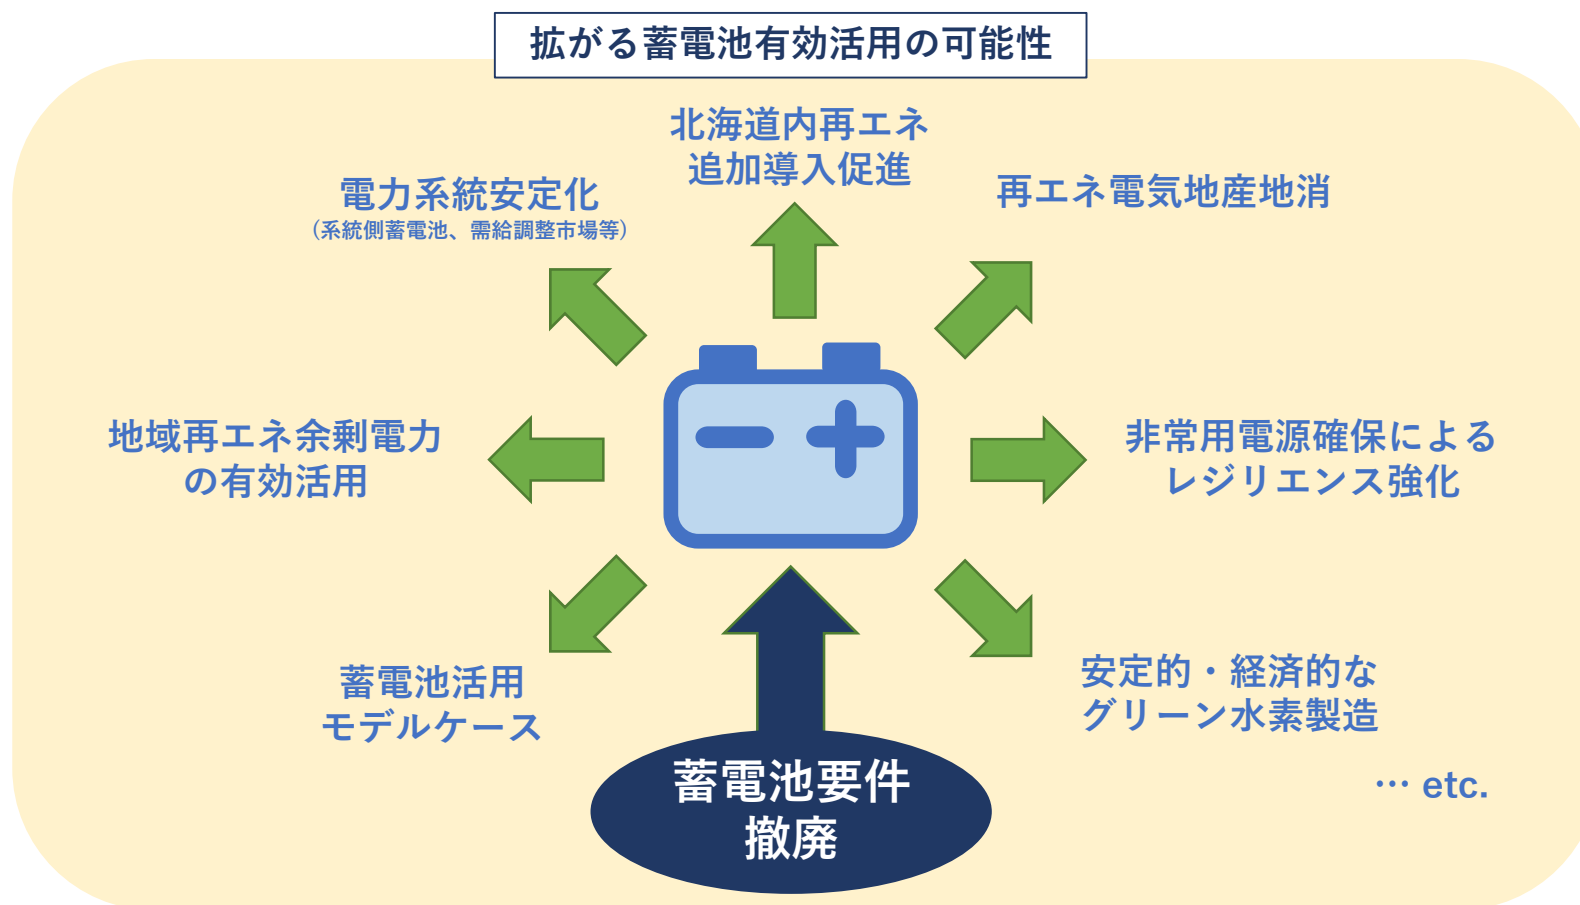 拡がる蓄電池有効活用の可能性
北海道内再エネ
追加導入促進
電力系統安定化
(系統側蓄電池、需給調整市場等)
再エネ電気地産地消
地域再エネ余剰電力
の有効活用
非常用電源確保による
レジリエンス強化
蓄電池活用
モデルケース
安定的・経済的な
グリーン水素製造
… etc.
蓄電池要件
撤廃